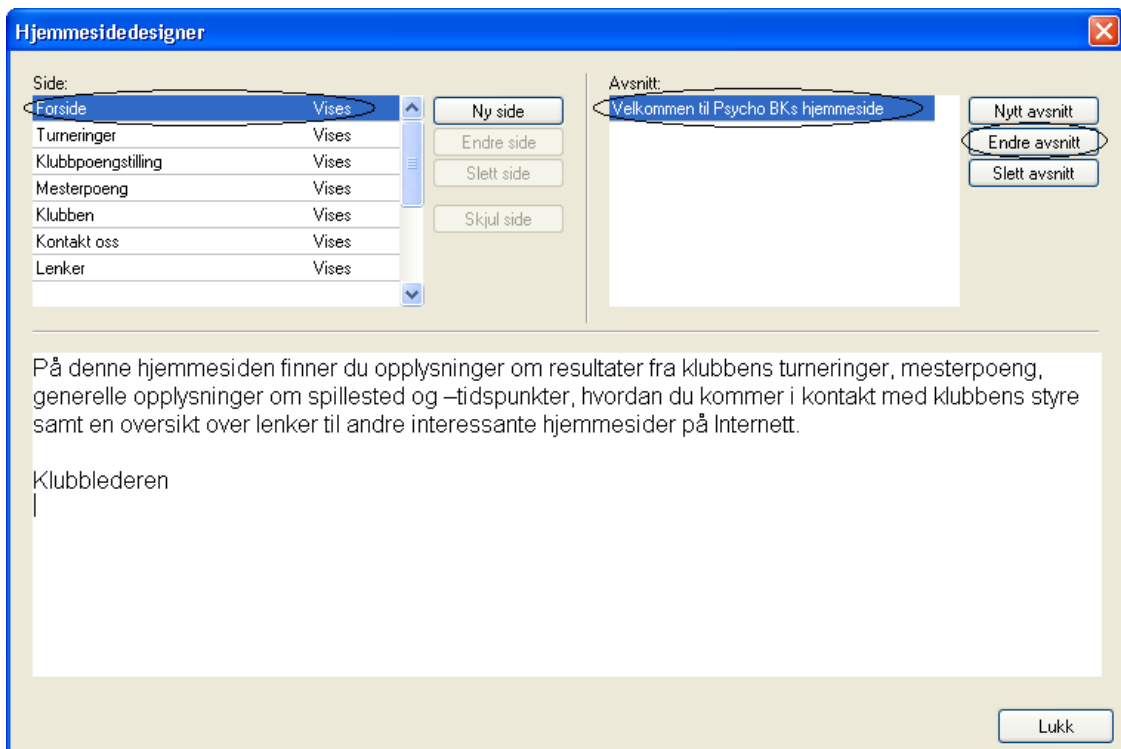 Hjemmesidedesigner
Side:
Forside Vises
Turneringer Vises
Klubbpoengstilling Vises
Mesterpoeng Vises
Klubben Vises
Kontakt oss Vises
Lenker Vises
Ny side
Endre side
Slett side
Skjul side
Avsnitt:
Velkommen til Psycho BKs hjemmeside
Nytt avsnitt
Endre avsnitt
Slett avsnitt
På denne hjemmesiden finner du opplysninger om resultater fra klubbens turneringer, mesterpoeng,
generelle opplysninger om spillested og –tidspunkter, hvordan du kommer i kontakt med klubbens styre
samt en oversikt over lenker til andre interessante hjemmesider på Internett.
Klubblederen
Lukk